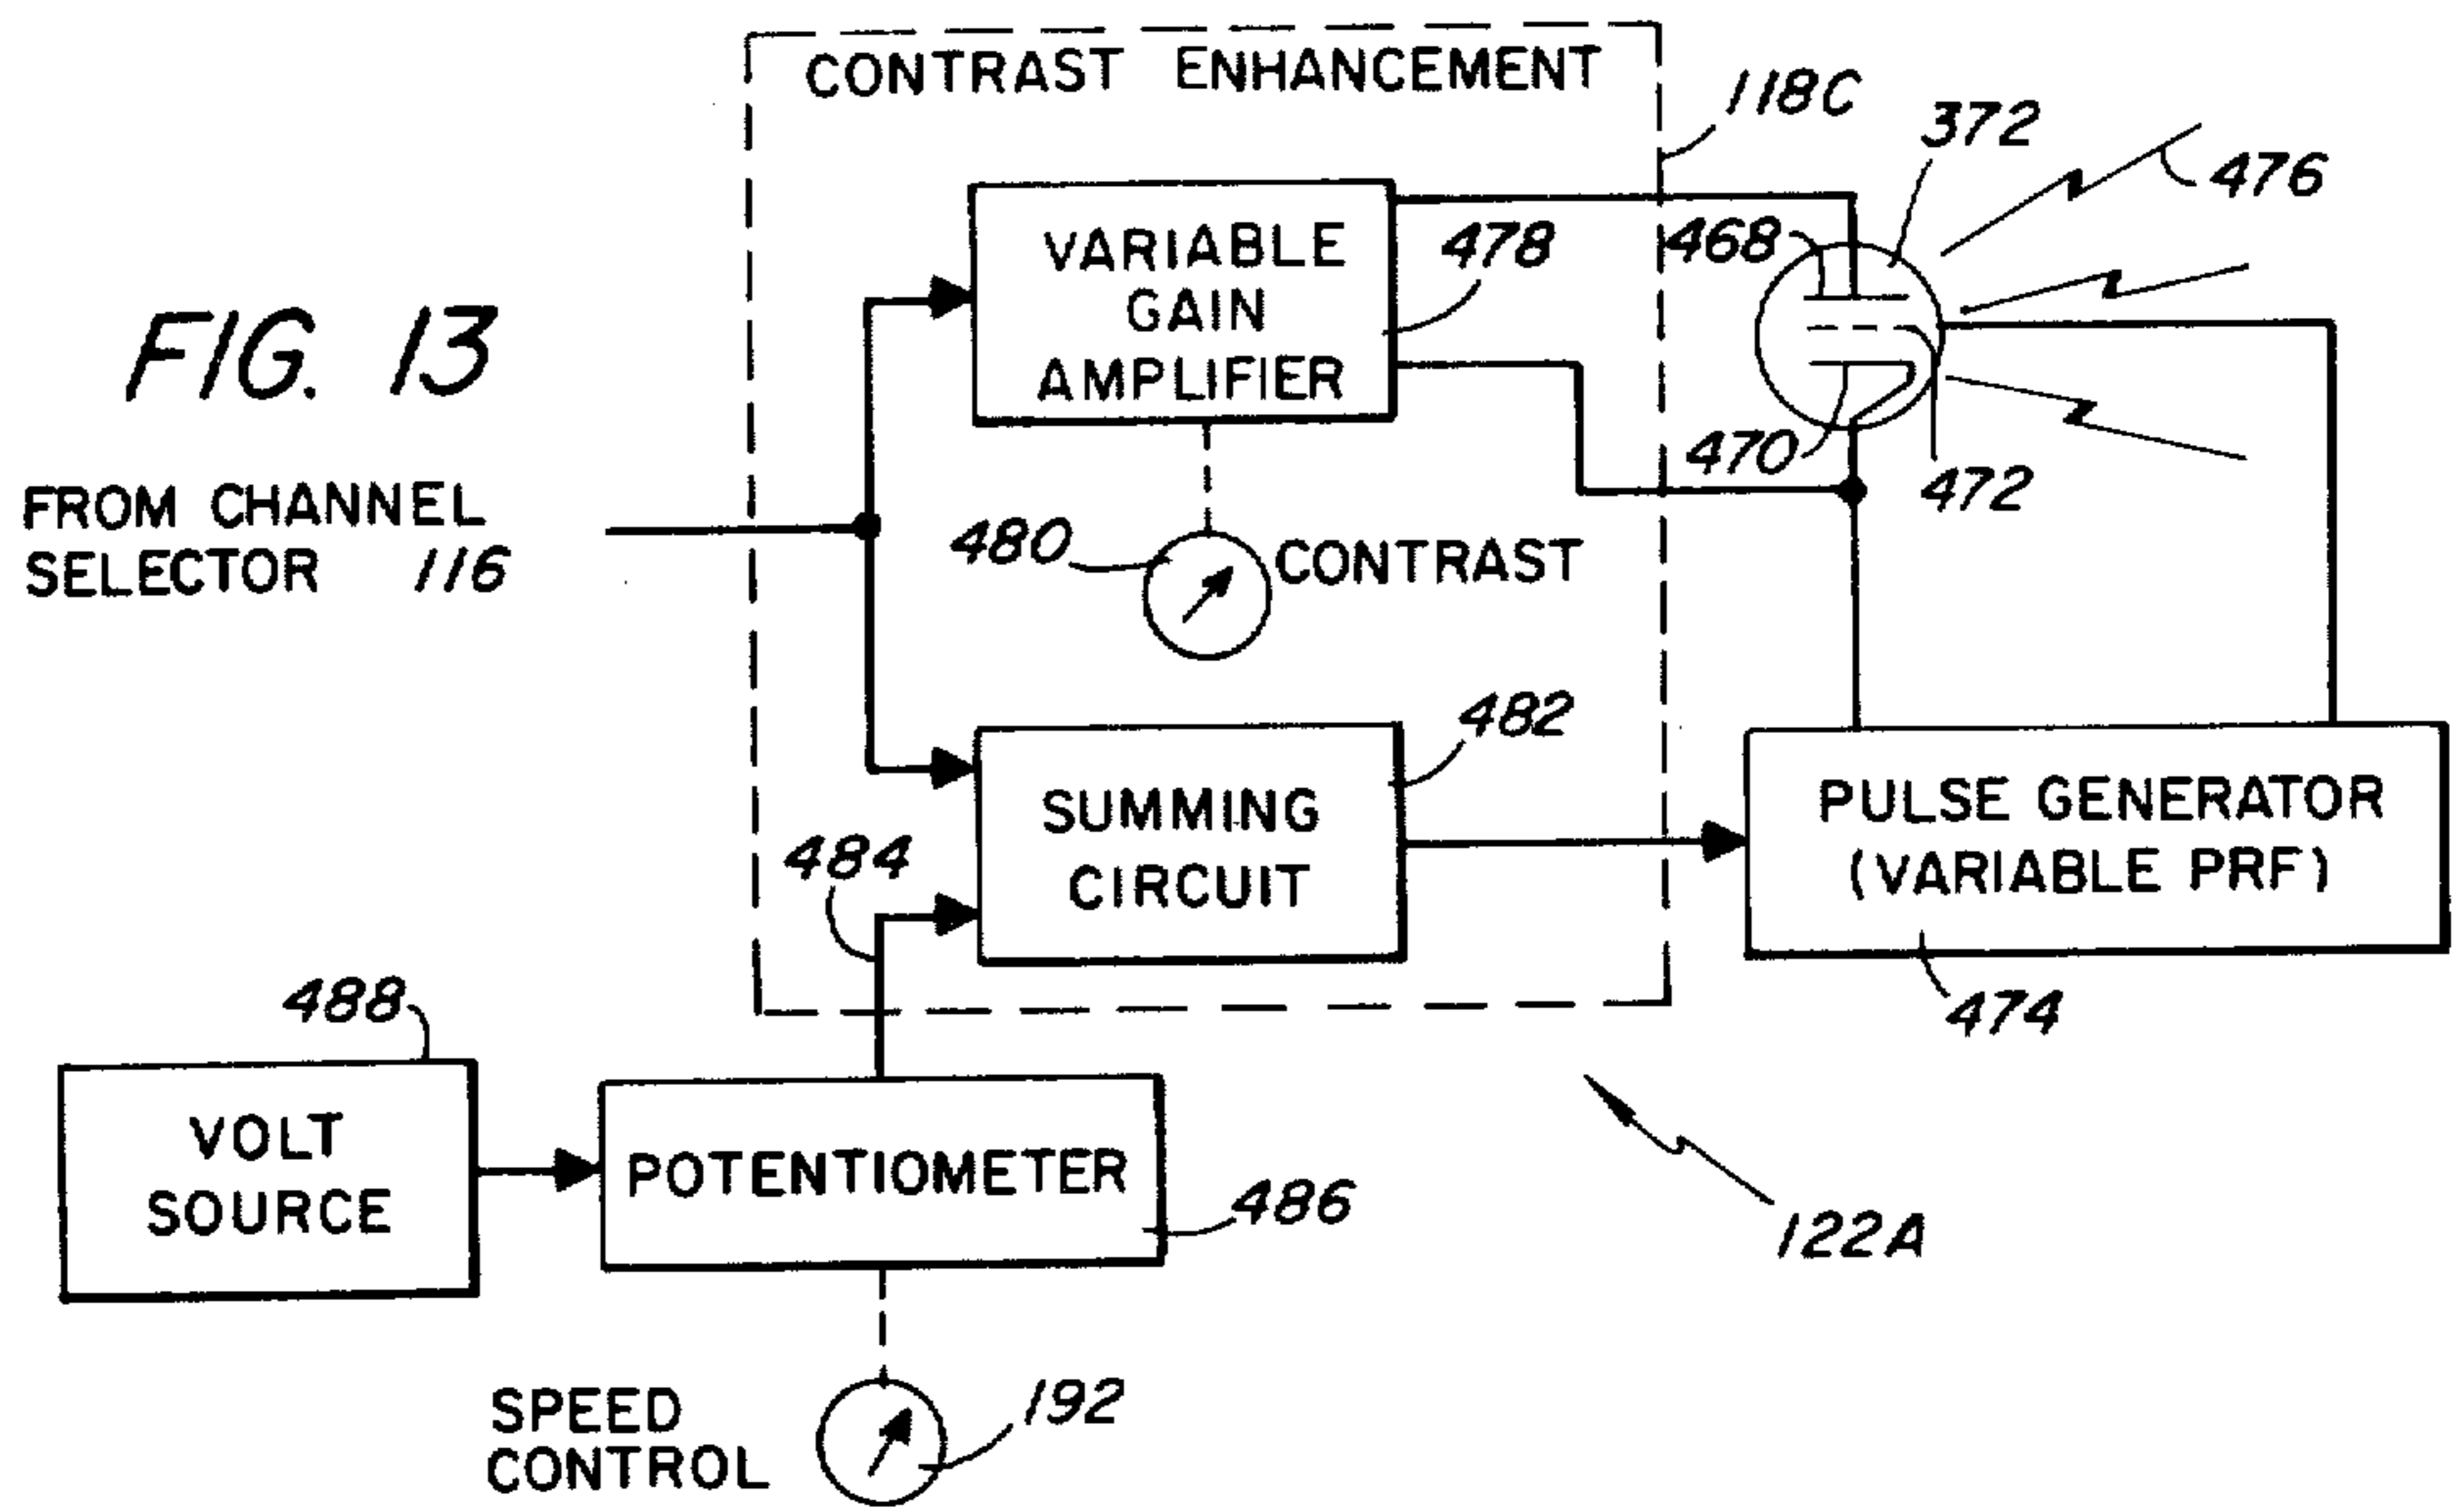 CONTRAST ENHANCEMENT
118C
372
476
VARIABLE
GAIN
AMPLIFIER
478
468
FIG. 13
470
472
FROM CHANNEL
SELECTOR 116
480
CONTRAST
482
SUMMING
CIRCUIT
PULSE GENERATOR
(VARIABLE PRF)
484
474
488
VOLT
SOURCE
POTENTIOMETER
486
122A
SPEED
CONTROL
192